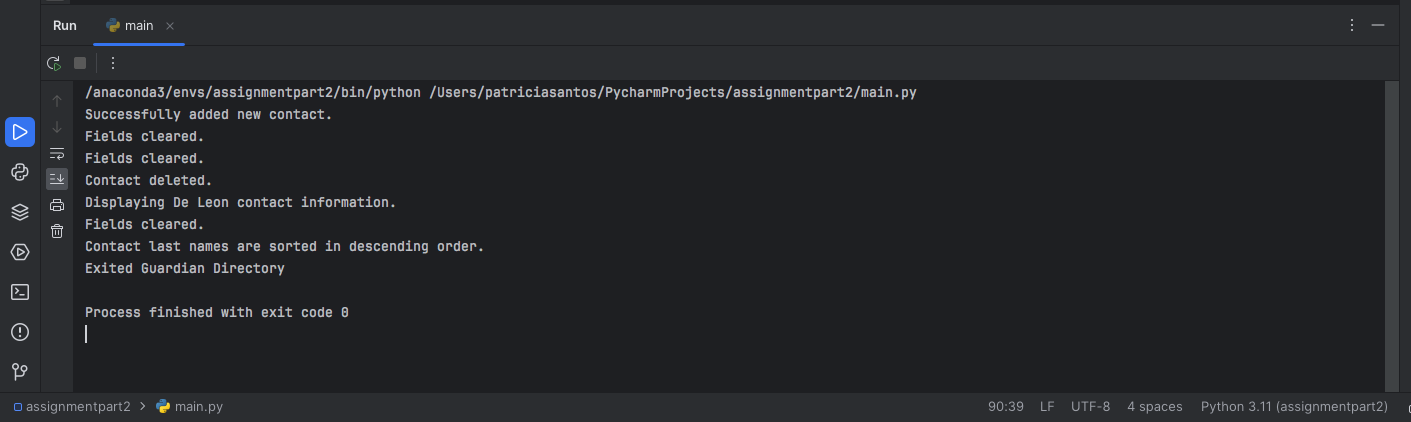 Run main
/anaconda3/envs/assignmentpart2/bin/python /Users/patriciasantos/PycharmProjects/assignmentpart2/main.py
Successfully added new contact.
Fields cleared.
Fields cleared.
Contact deleted.
Displaying De Leon contact information.
Fields cleared.
Contact last names are sorted in descending order.
Exited Guardian Directory
Process finished with exit code 0
assignmentpart2 > main.py 90:39 LF UTF-8 4 spaces Python 3.11 (assignmentpart2)